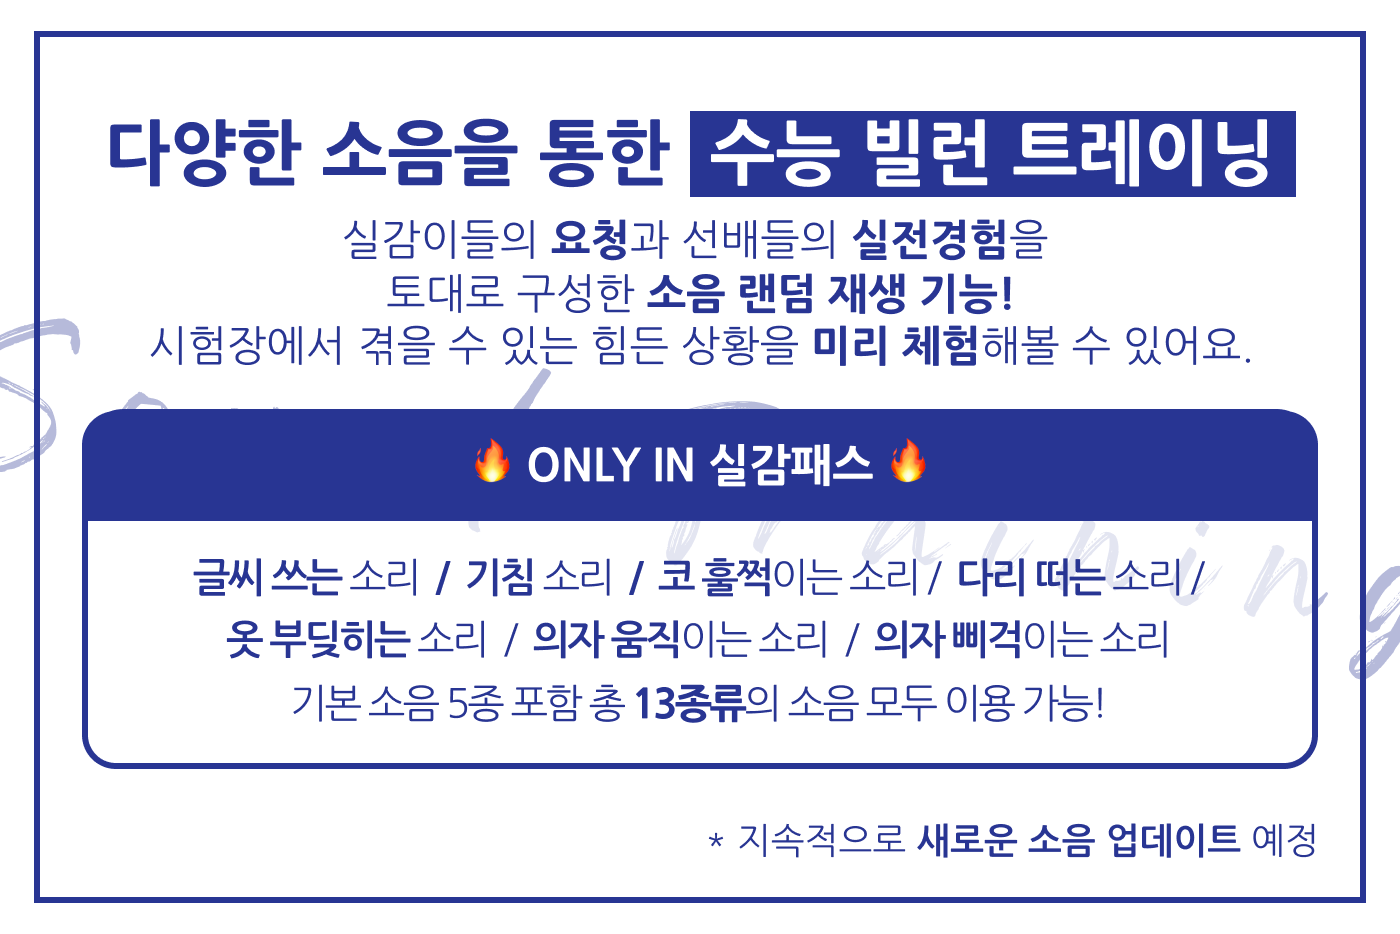 다양한 소음을 통한 수능 빌런 트레이닝
실감이들의 요청과 선배들의 실전경험을
토대로 구성한 소음 랜덤 재생 기능!
시험장에서 겪을 수 있는 힘든 상황을 미리 체험해볼 수 있어요.
🔥 ONLY IN 실감패스 🔥
글씨 쓰는 소리 / 기침 소리 / 코 훌쩍이는 소리 / 다리 떠는 소리 /
옷 부딪히는 소리 / 의자 움직이는 소리 / 의자 삐걱이는 소리
기본 소음 5종 포함 총 13종류의 소음 모두 이용 가능!
* 지속적으로 새로운 소음 업데이트 예정
Training